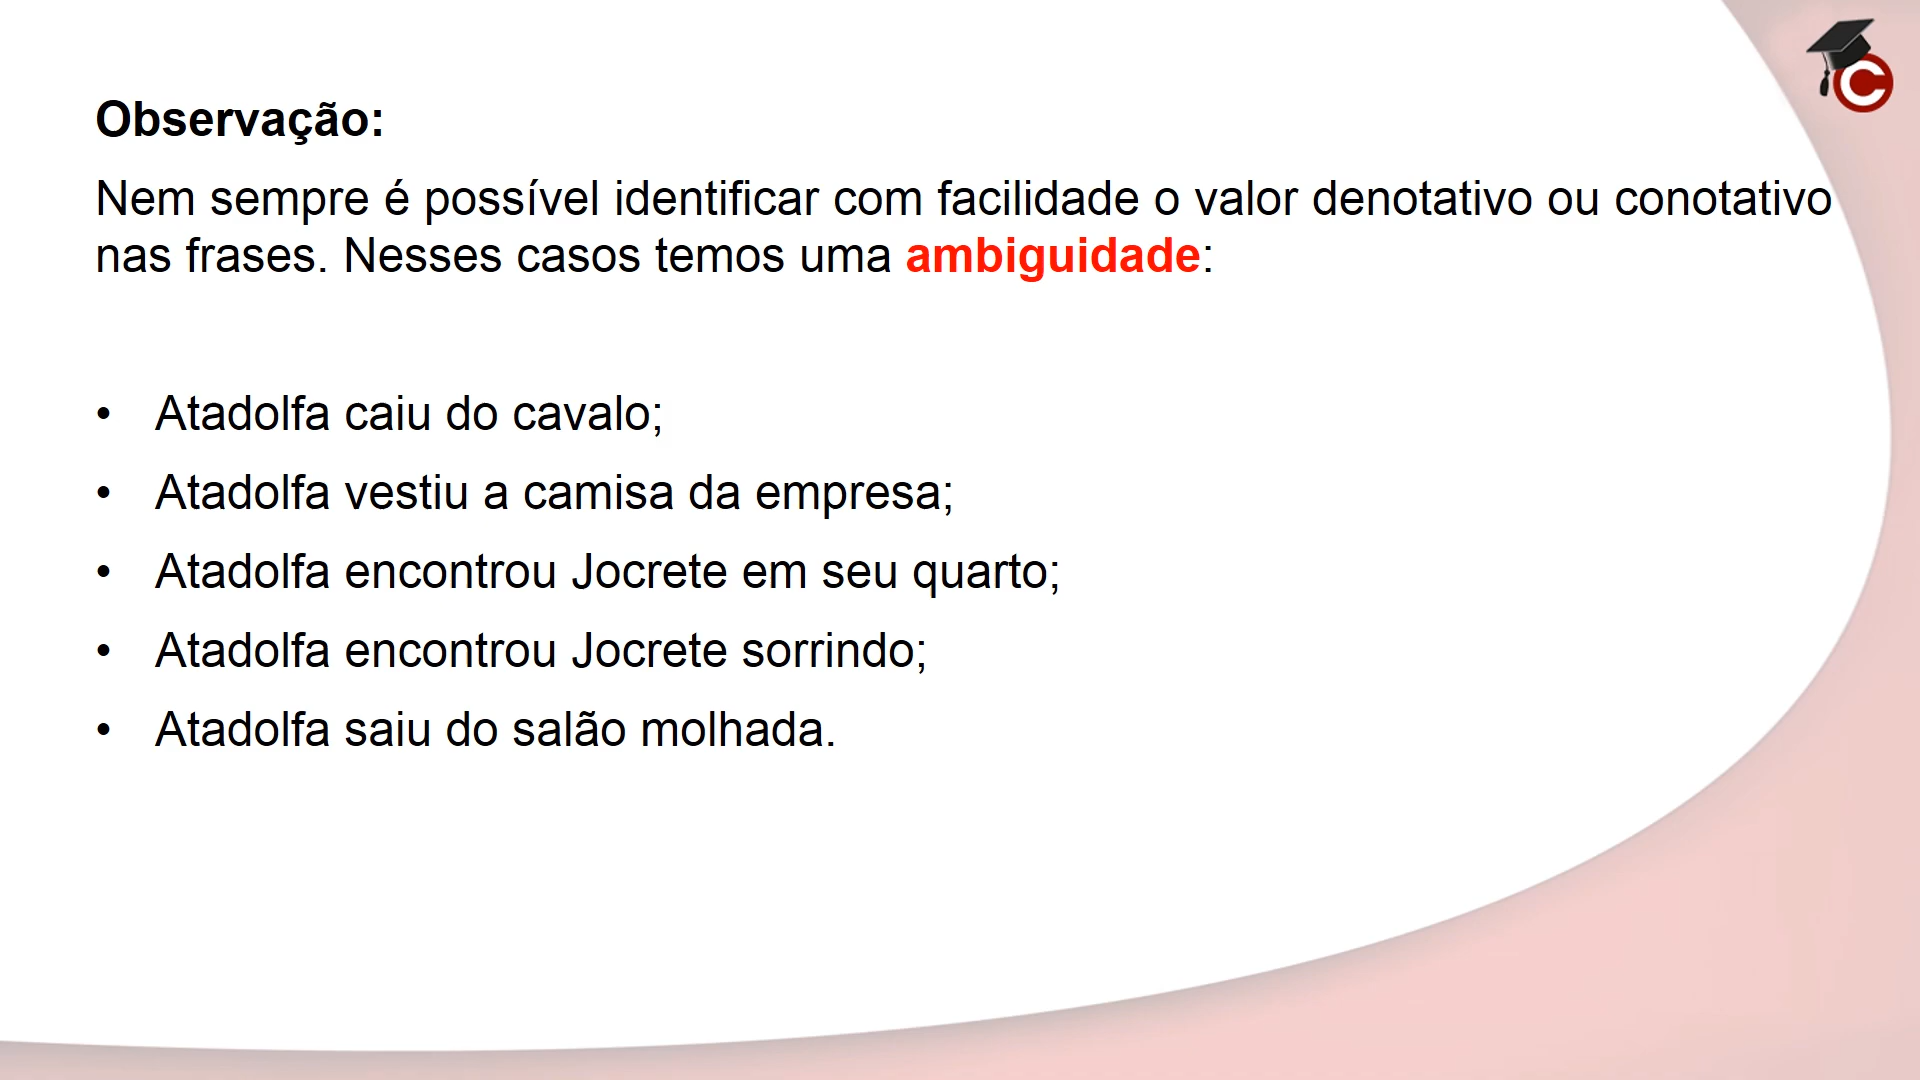 Observação:
Nem sempre é possível identificar com facilidade o valor denotativo ou conotativo
nas frases. Nesses casos temos uma ambiguidade:
• Atadolfa caiu do cavalo;
• Atadolfa vestiu a camisa da empresa;
• Atadolfa encontrou Jocrete em seu quarto;
• Atadolfa encontrou Jocrete sorrindo;
• Atadolfa saiu do salão molhada.
C